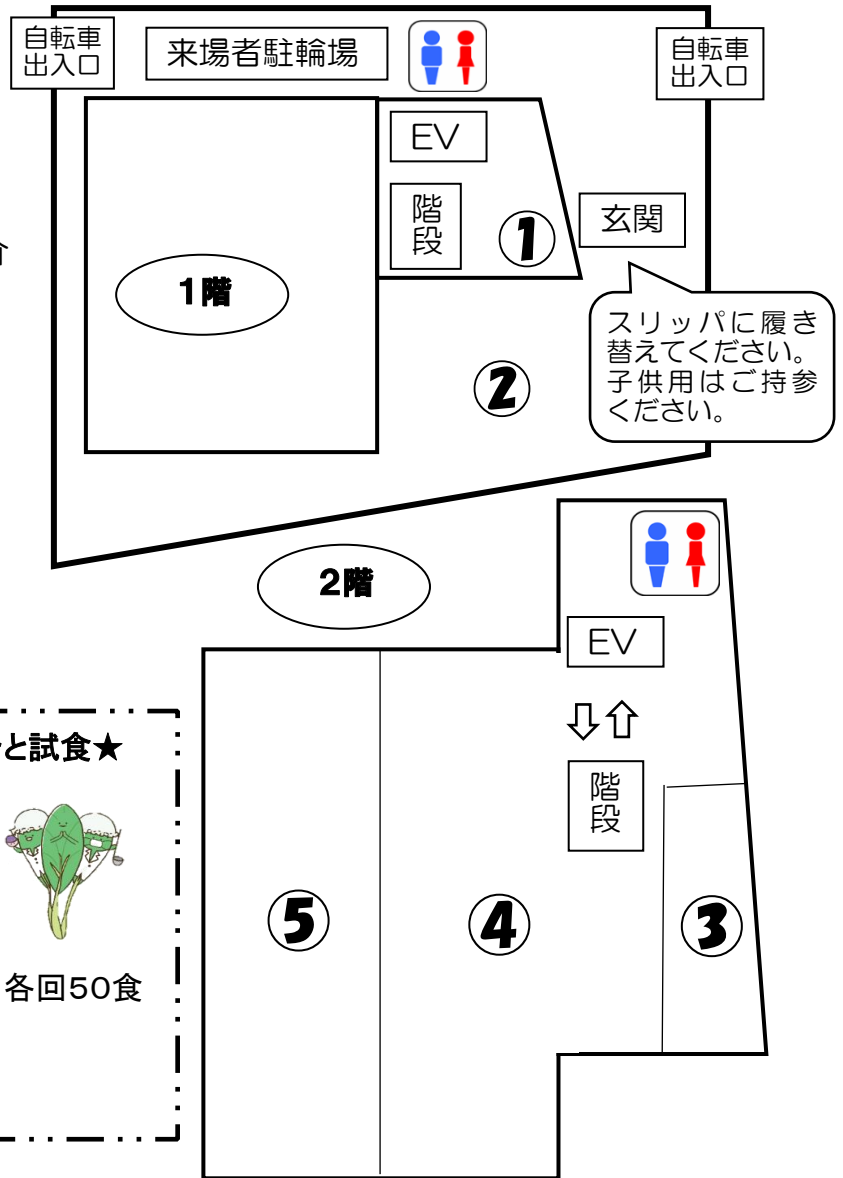 自転車
出入口
来場者駐輪場
自転車
出入口
EV
階
段
①
玄関
1階
スリッパに履き
替えてください。
子供用はご持参
ください。
②
2階
EV
⇩⇧
階
段
と試食★
各回50食
⑤
④
③